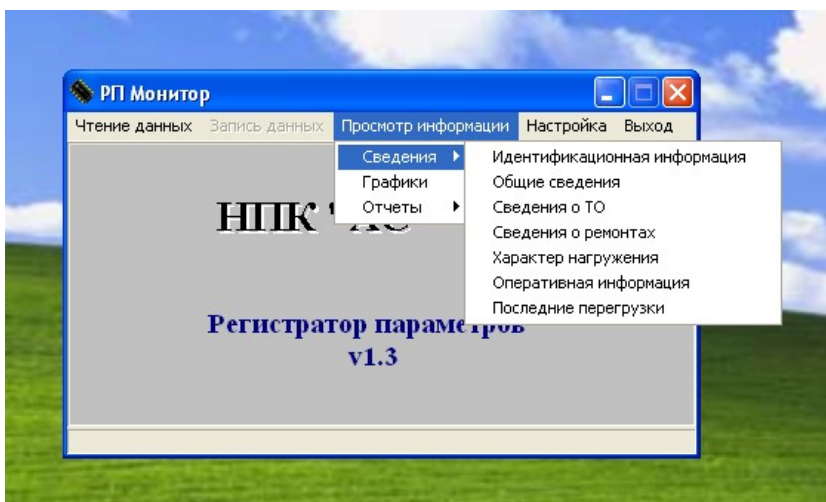 РП Монитор
Чтение данных Запись данных Просмотр информации Настройка Выход
Сведения
Графики
Отчеты
Идентификационная информация
Общие сведения
Сведения о ТО
Сведения о ремонтах
Характер нагружения
Оперативная информация
Последние перегрузки
НПК "
Регистратор параметров
v1.3